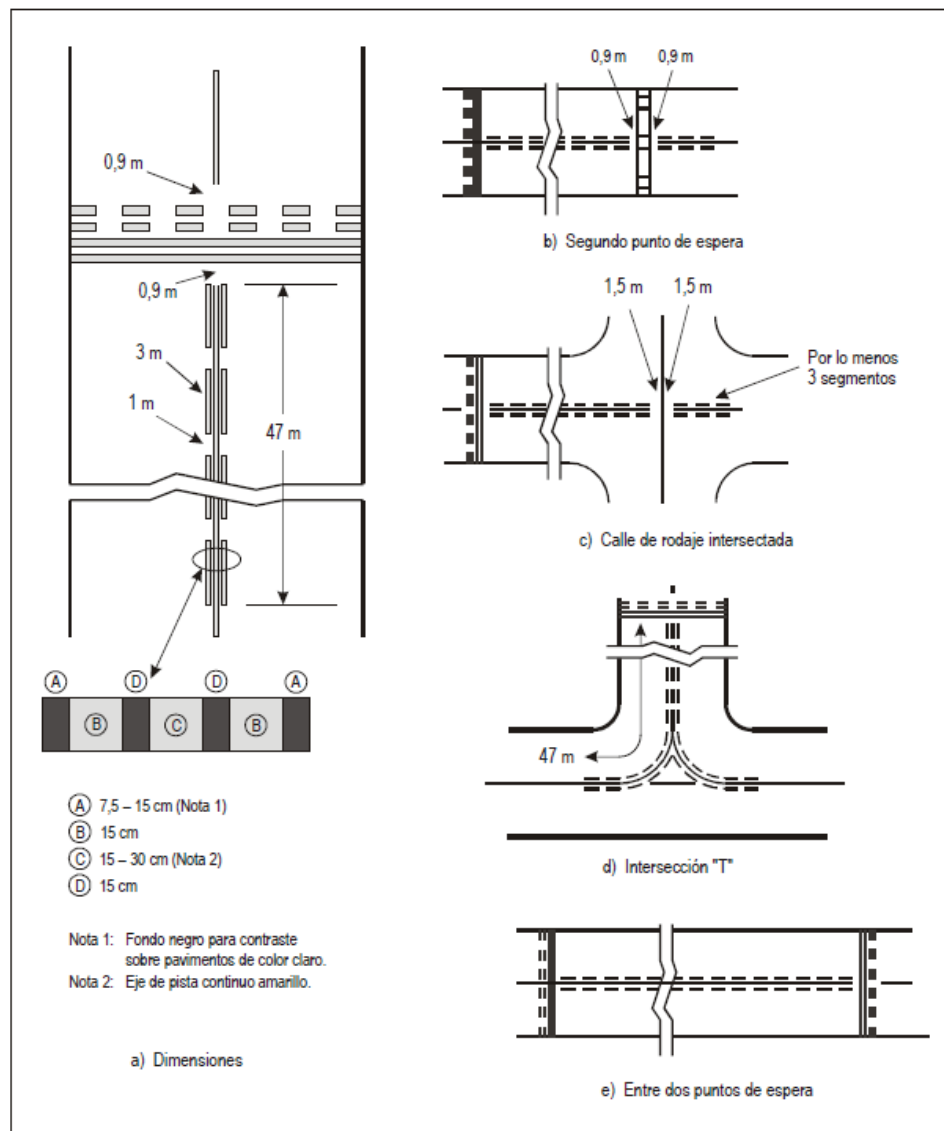 0,9 m
0,9 m
3 m
1 m
47 m
A D D A
B C B
A 7,5 – 15 cm (Nota 1)
B 15 cm
C 15 – 30 cm (Nota 2)
D 15 cm
Nota 1: Fondo negro para contraste
sobre pavimentos de color claro.
Nota 2: Eje de pista continuo amarillo.
a) Dimensiones
0,9 m 0,9 m
b) Segundo punto de espera
1,5 m 1,5 m
Por lo menos
3 segmentos
c) Calle de rodaje intersectada
47 m
d) Intersección "T"
e) Entre dos puntos de espera